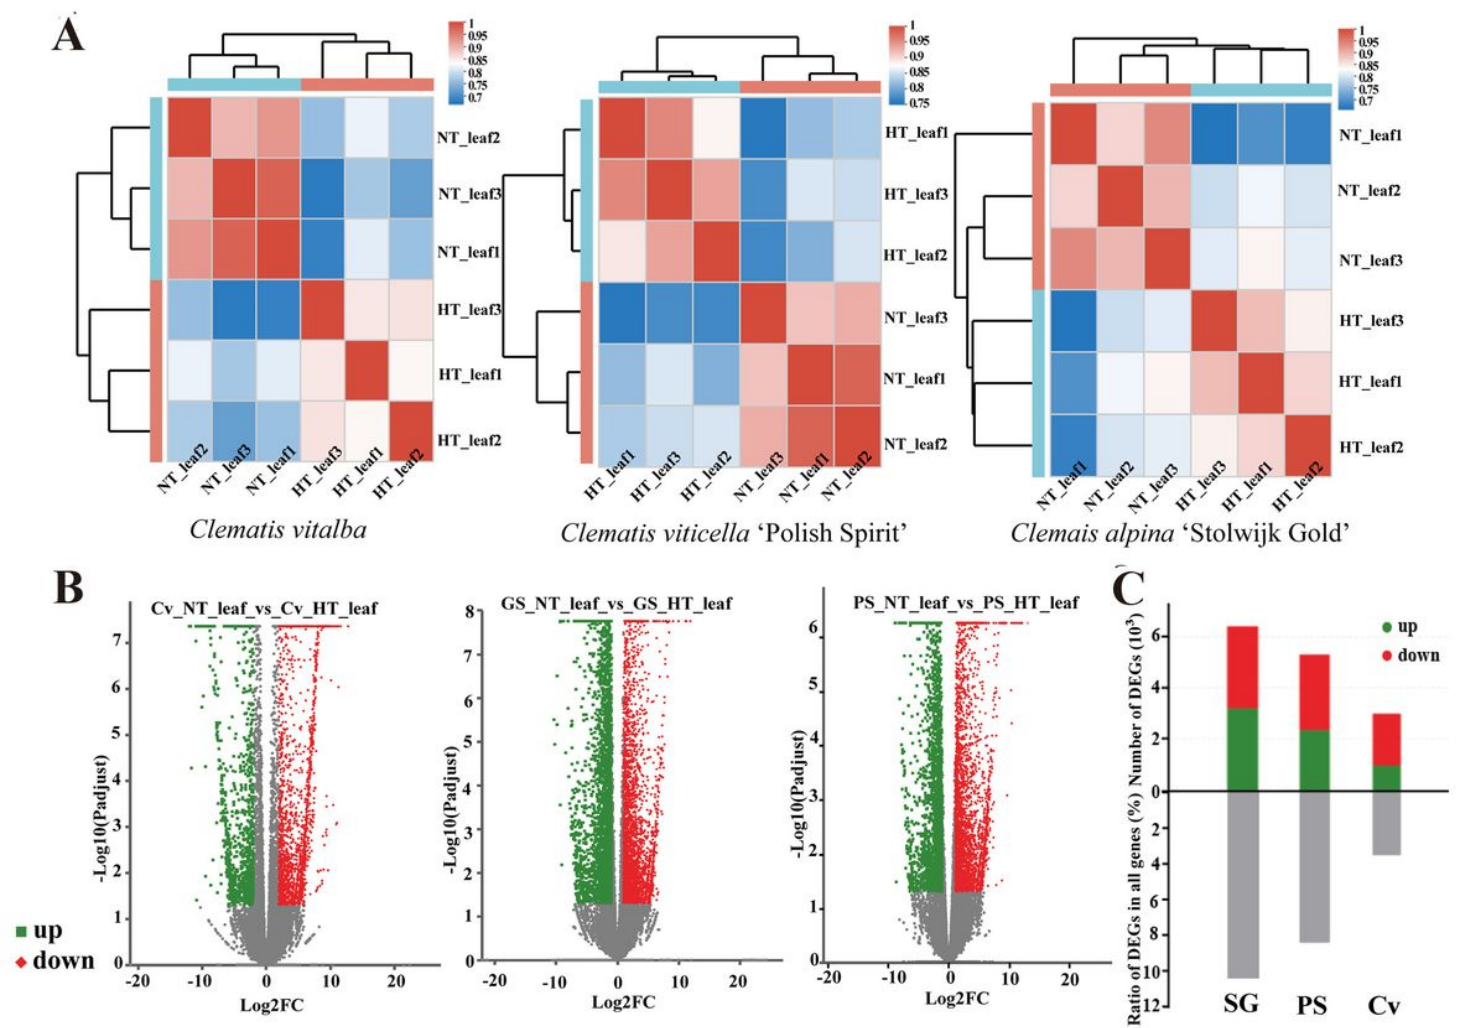 A
1
0.95
0.9
0.85
0.8
0.75
0.7
NT_leaf2
NT_leaf3
NT_leaf1
HT_leaf3
HT_leaf1
HT_leaf2
NT_leaf2
NT_leaf3
NT_leaf1
HT_leaf3
HT_leaf1
HT_leaf2
Clematis vitalba
1
0.95
0.9
0.85
0.8
0.75
HT_leaf1
HT_leaf3
HT_leaf2
NT_leaf3
NT_leaf1
NT_leaf2
HT_leaf1
HT_leaf3
HT_leaf2
NT_leaf3
NT_leaf1
NT_leaf2
Clematis viticella ‘Polish Spirit’
1
0.95
0.9
0.85
0.8
0.75
0.7
NT_leaf1
NT_leaf2
NT_leaf3
HT_leaf3
HT_leaf1
HT_leaf2
NT_leaf1
NT_leaf2
NT_leaf3
HT_leaf3
HT_leaf1
HT_leaf2
Clemais alpina ‘Stolwijk Gold’
B
Cv_NT_leaf_vs_Cv_HT_leaf
-Log10(Padjust)
7
6
5
4
3
2
1
0
-20
-10
0
10
20
Log2FC
up
down
GS_NT_leaf_vs_GS_HT_leaf
-Log10(Padjust)
8
7
6
5
4
3
2
1
0
-20
-10
0
10
20
Log2FC
PS_NT_leaf_vs_PS_HT_leaf
-Log10(Padjust)
6
5
4
3
2
1
0
-20
-10
0
10
20
Log2FC
C
up
down
Number of DEGs (10³)
6
4
2
0
Ratio of DEGs in all genes (%)
2
4
6
8
10
12
SG
PS
Cv